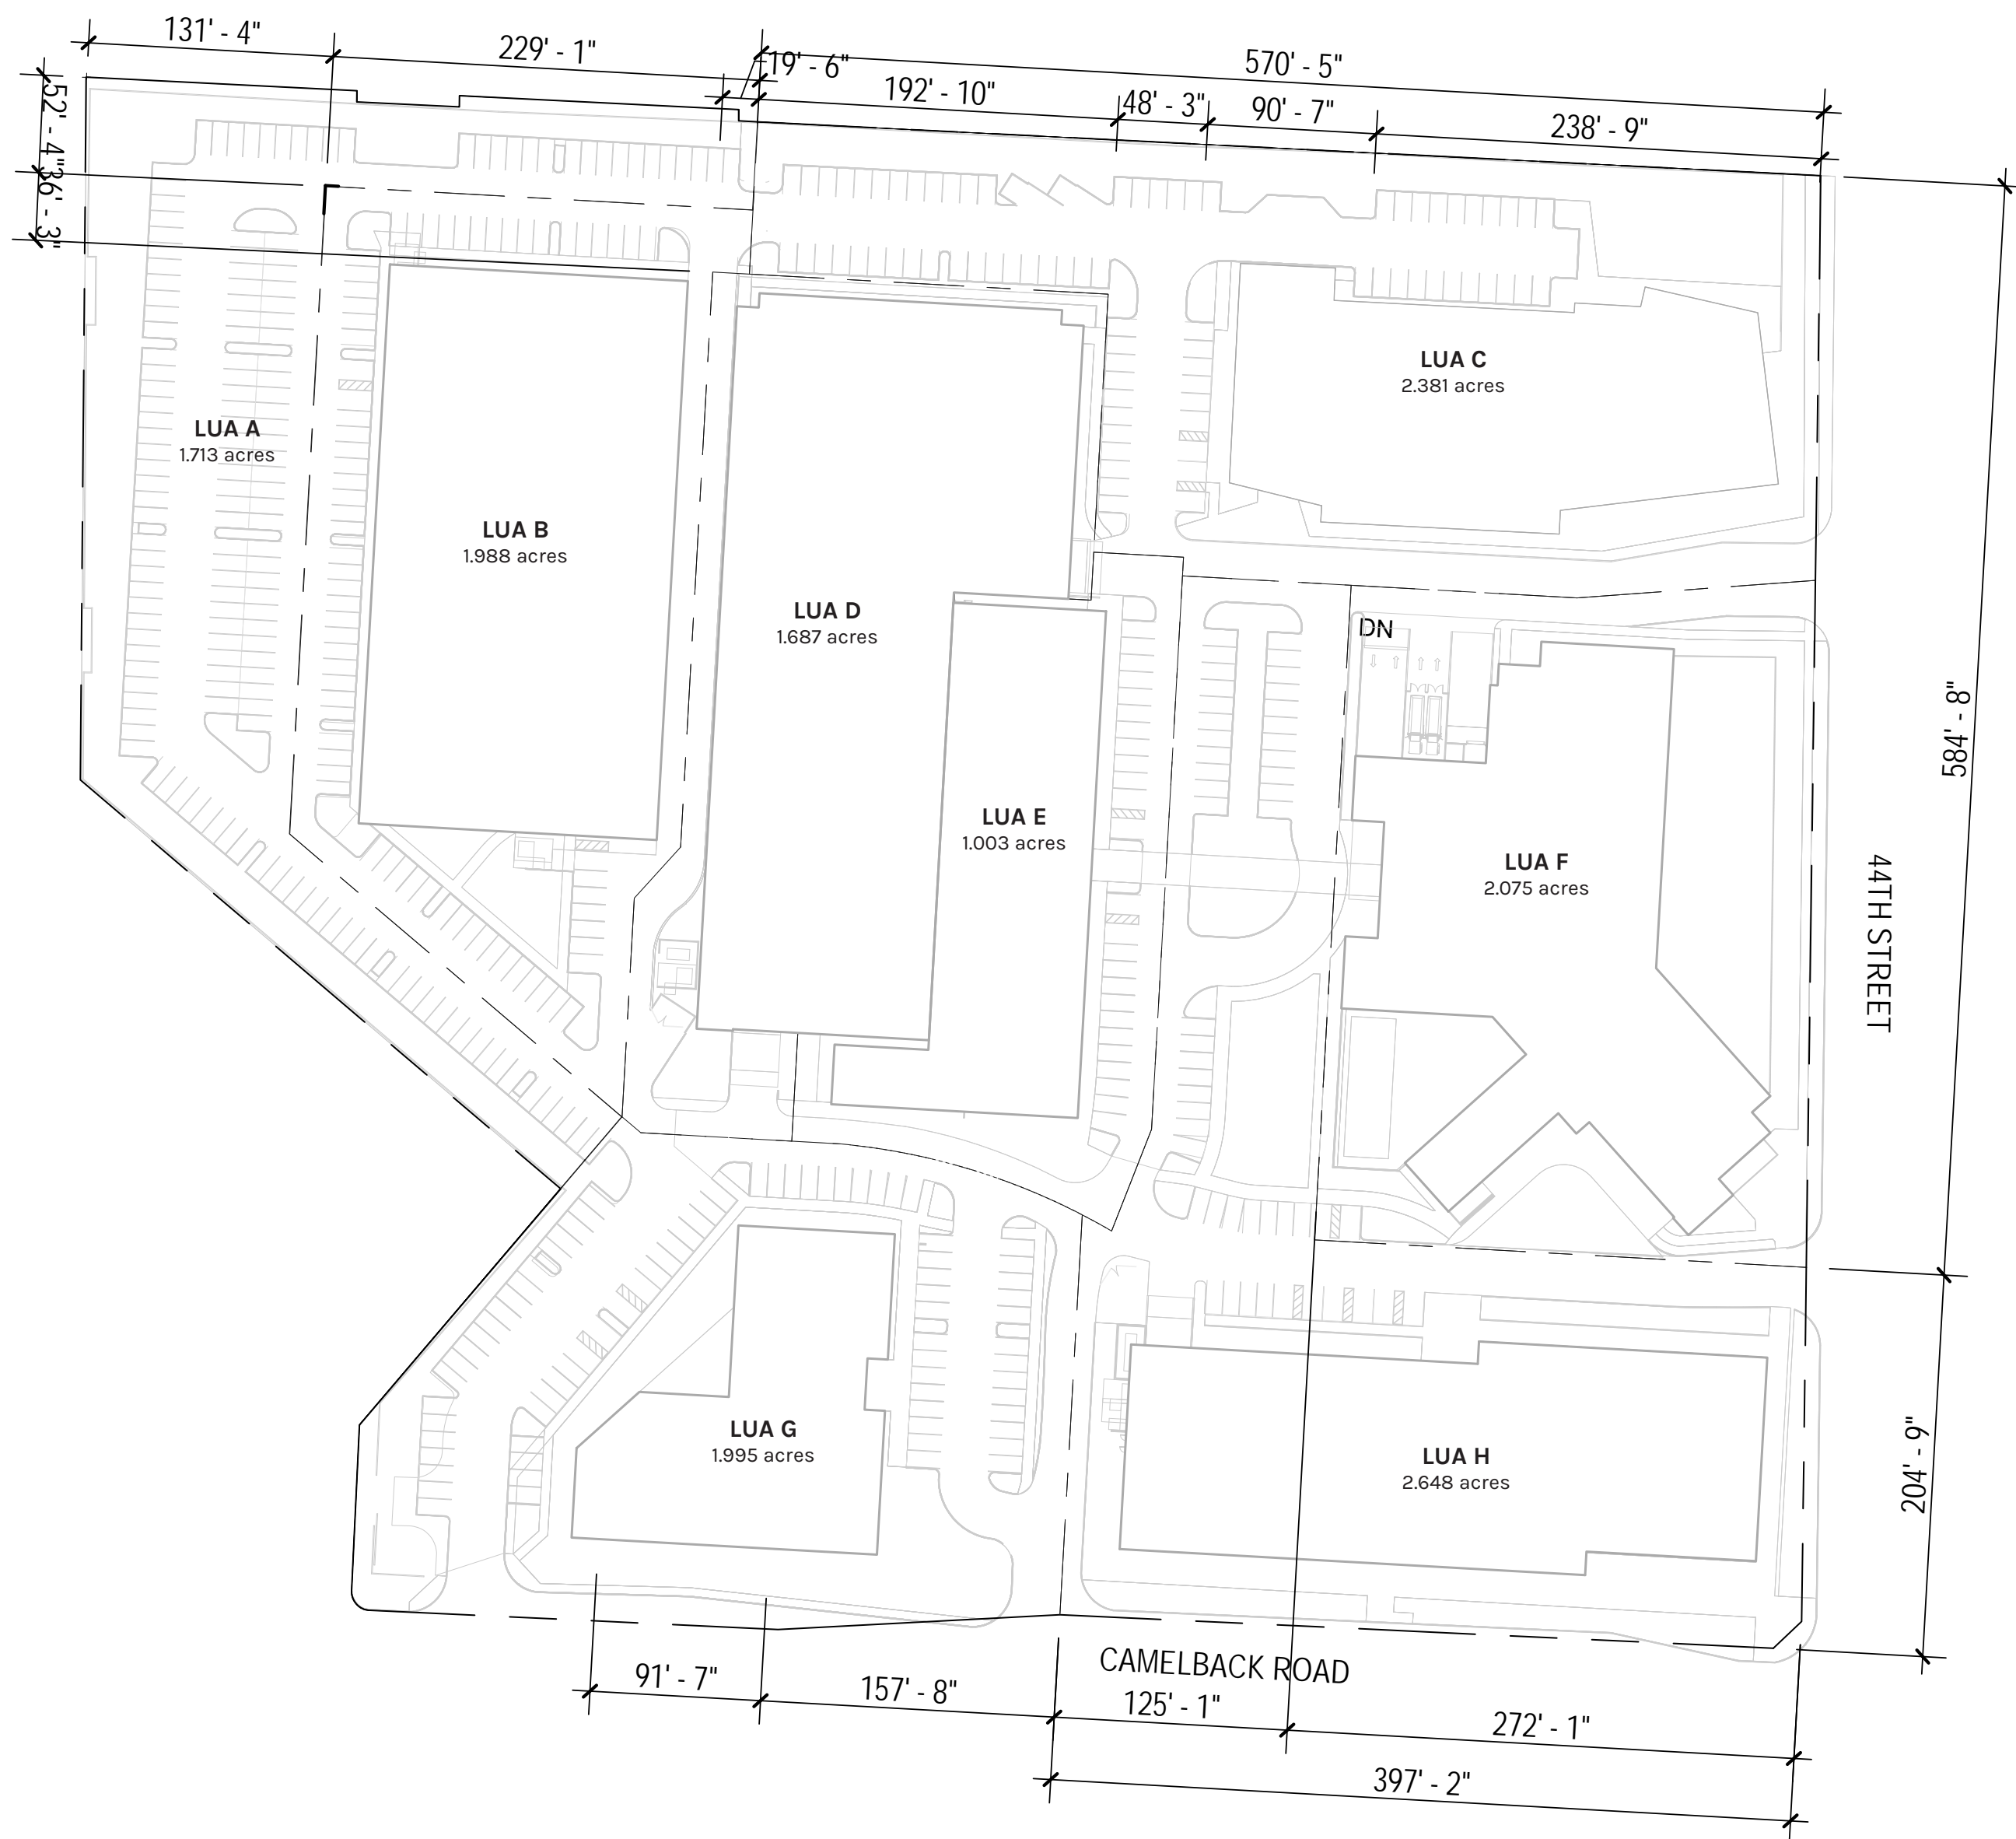 131' - 4"
229' - 1"
19' - 6"
570' - 5"
192' - 10"
48' - 3"
90' - 7"
238' - 9"
52' - 4"
36' - 3"
LUA A
1.713 acres
LUA B
1.988 acres
LUA C
2.381 acres
LUA D
1.687 acres
DN
LUA E
1.003 acres
LUA F
2.075 acres
584' - 8"
44TH STREET
LUA G
1.995 acres
LUA H
2.648 acres
204' - 9"
CAMELBACK ROAD
91' - 7"
157' - 8"
125' - 1"
272' - 1"
397' - 2"